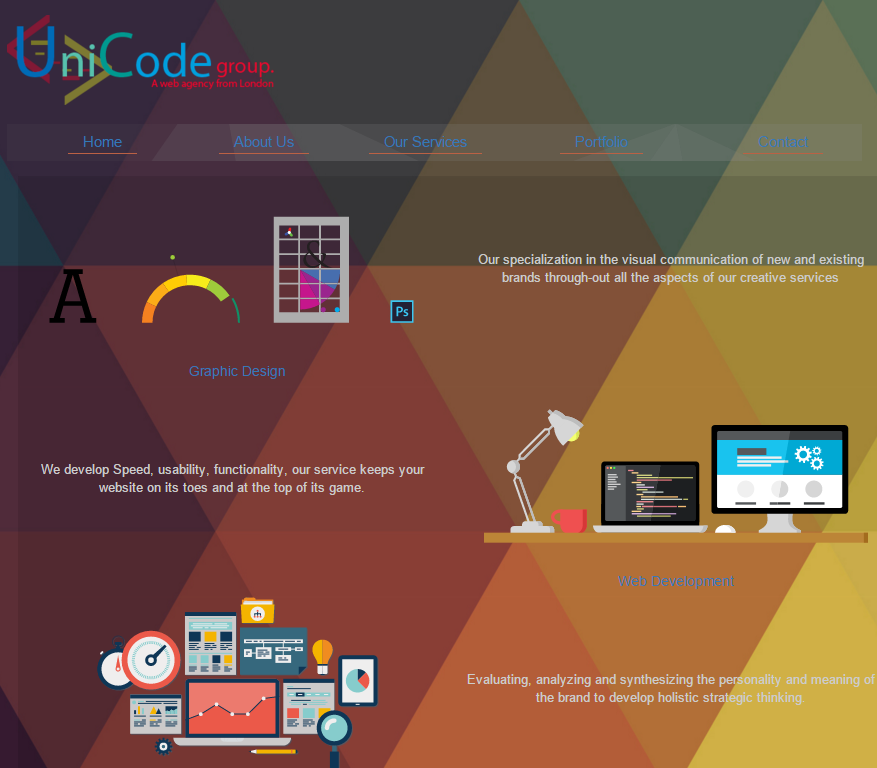 UniCode group.
A web agency from London
Home About Us Our Services Portfolio Contact
Our specialization in the visual communication of new and existing
brands through-out all the aspects of our creative services
A
&
Ps
Graphic Design
We develop Speed, usability, functionality, our service keeps your
website on its toes and at the top of its game.
Web Development
Evaluating, analyzing and synthesizing the personality and meaning of
the brand to develop holistic strategic thinking.